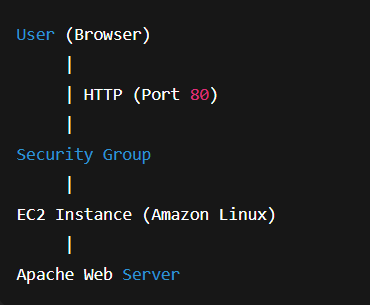 User (Browser)
|
| HTTP (Port 80)
|
Security Group
|
EC2 Instance (Amazon Linux)
|
Apache Web Server